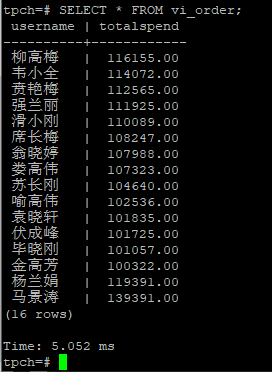 tpch=# SELECT * FROM vi_order;
username | totalspend
----------+------------
柳高梅 | 116155.00
韦小全 | 114072.00
贲艳梅 | 112565.00
强兰丽 | 111925.00
滑小刚 | 110089.00
席长梅 | 108247.00
翁晓婷 | 107988.00
娄高伟 | 107323.00
苏长刚 | 104640.00
喻高伟 | 102536.00
袁晓轩 | 101835.00
伏成峰 | 101725.00
毕晓刚 | 101057.00
金高芳 | 100322.00
杨兰娟 | 119391.00
马景涛 | 139391.00
(16 rows)
Time: 5.052 ms
tpch=#